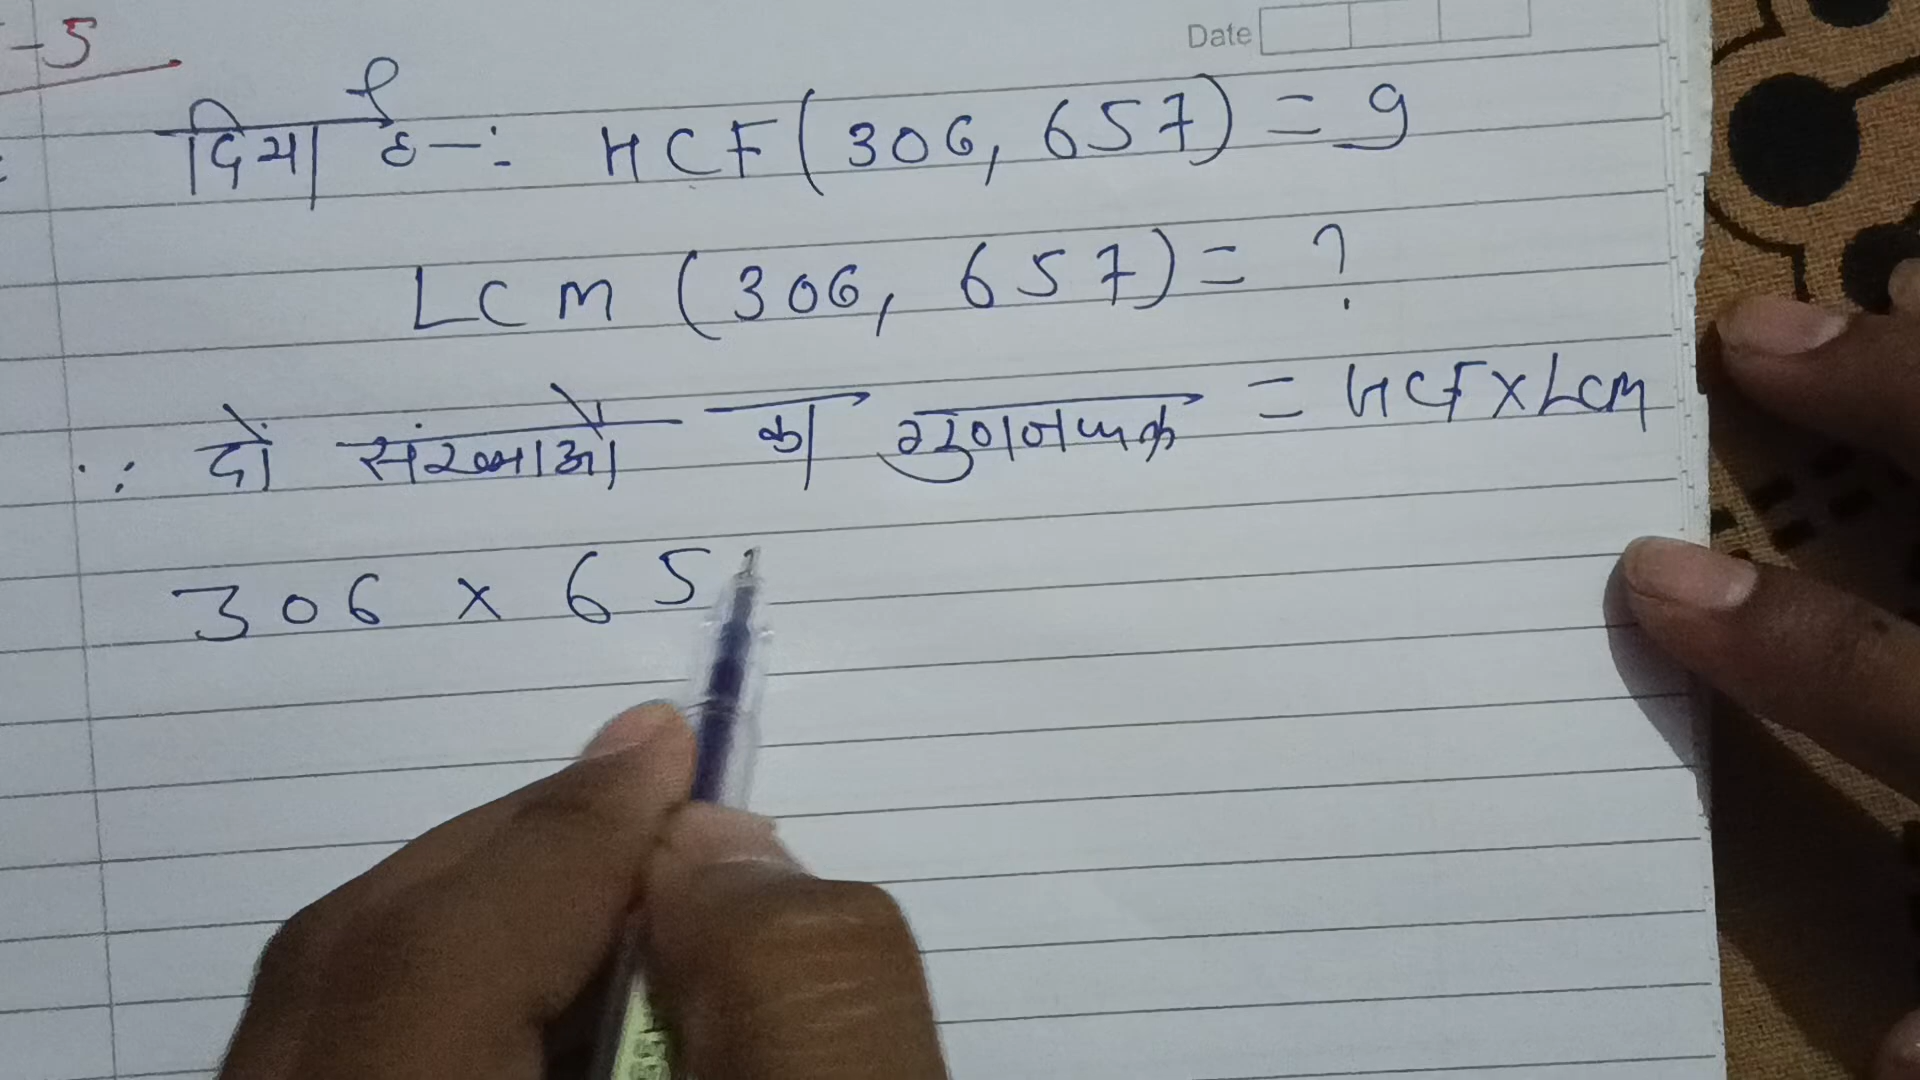 -5
Date
दिया है-: HCF(306, 657) = 9
LCM (306, 657) = ?
∵ दो संख्याओं का गुणनफल = HCF×LCM
306 × 65